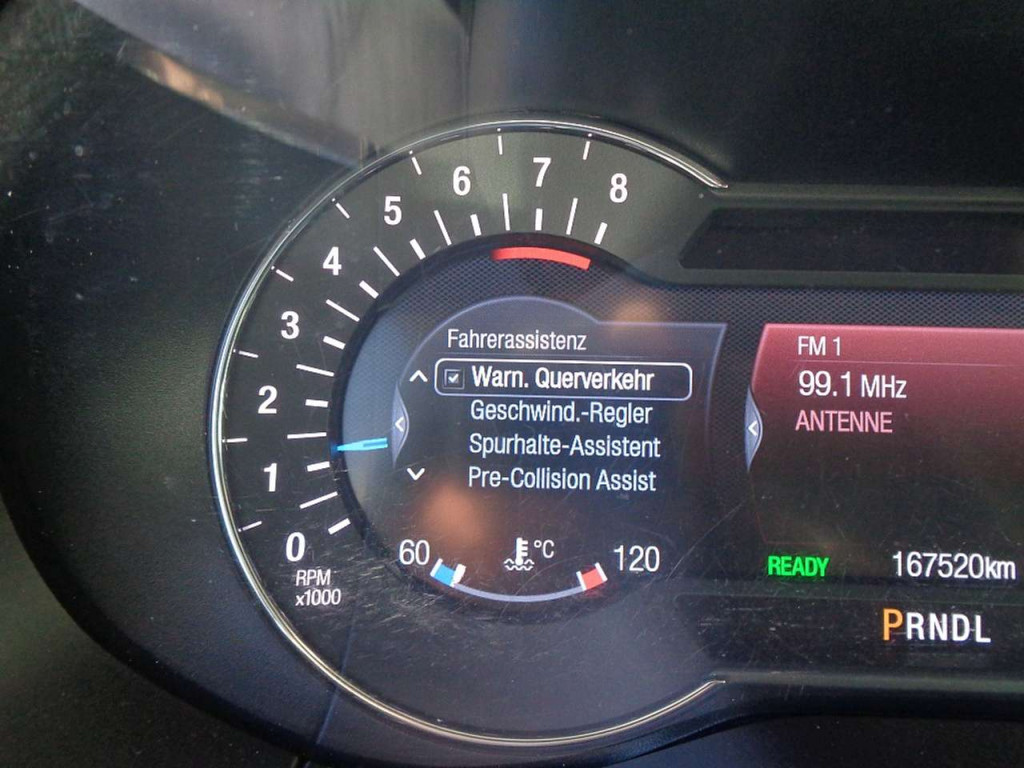 8
7
6
5
4
3
2
1
0
RPM
x1000
Fahrerassistenz
Warn. Querverkehr
Geschwind.-Regler
Spurhalte-Assistent
Pre-Collision Assist
60
°C
120
FM 1
99.1 MHz
ANTENNE
READY
167520km
PRNDL